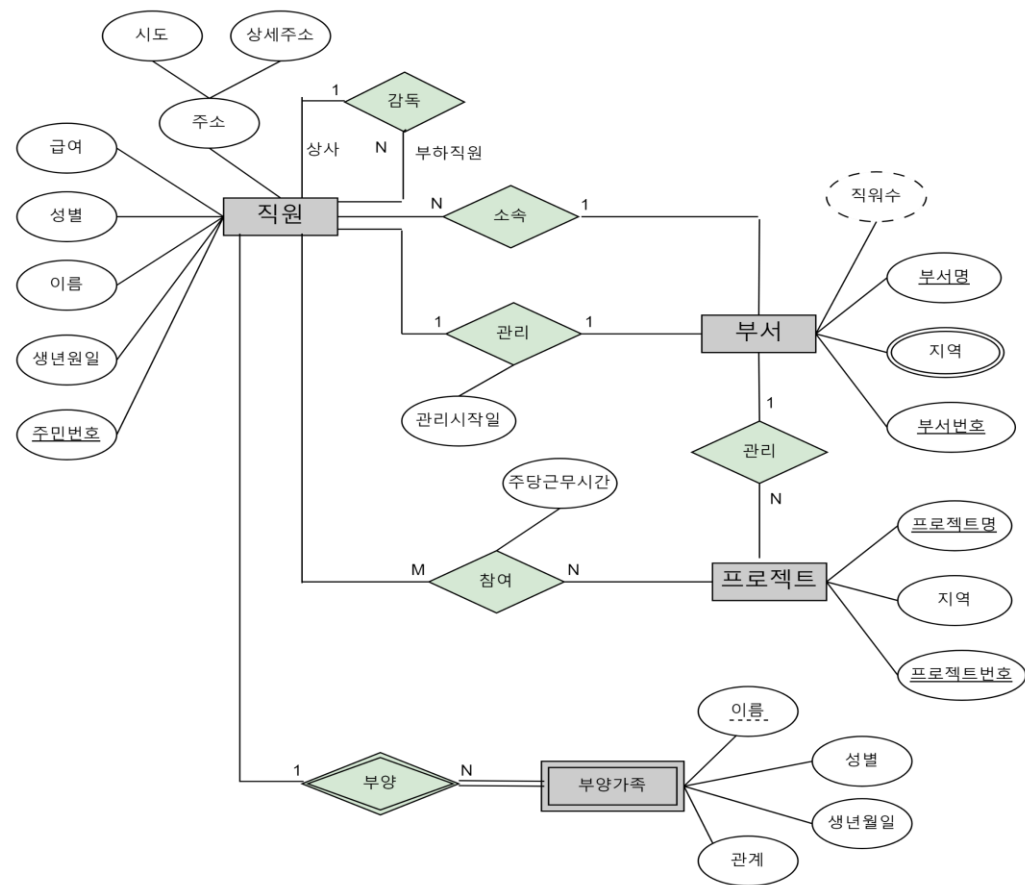 시도
상세주소
주소
1
감독
상사
N
부하직원
급여
성별
이름
생년원일
주민번호
직원
N
소속
1
직워수
부서명
지역
부서번호
부서
1
관리
1
관리시작일
1
관리
N
주당근무시간
M
참여
N
프로젝트
프로젝트명
지역
프로젝트번호
1
부양
N
부양가족
이름
성별
생년월일
관계